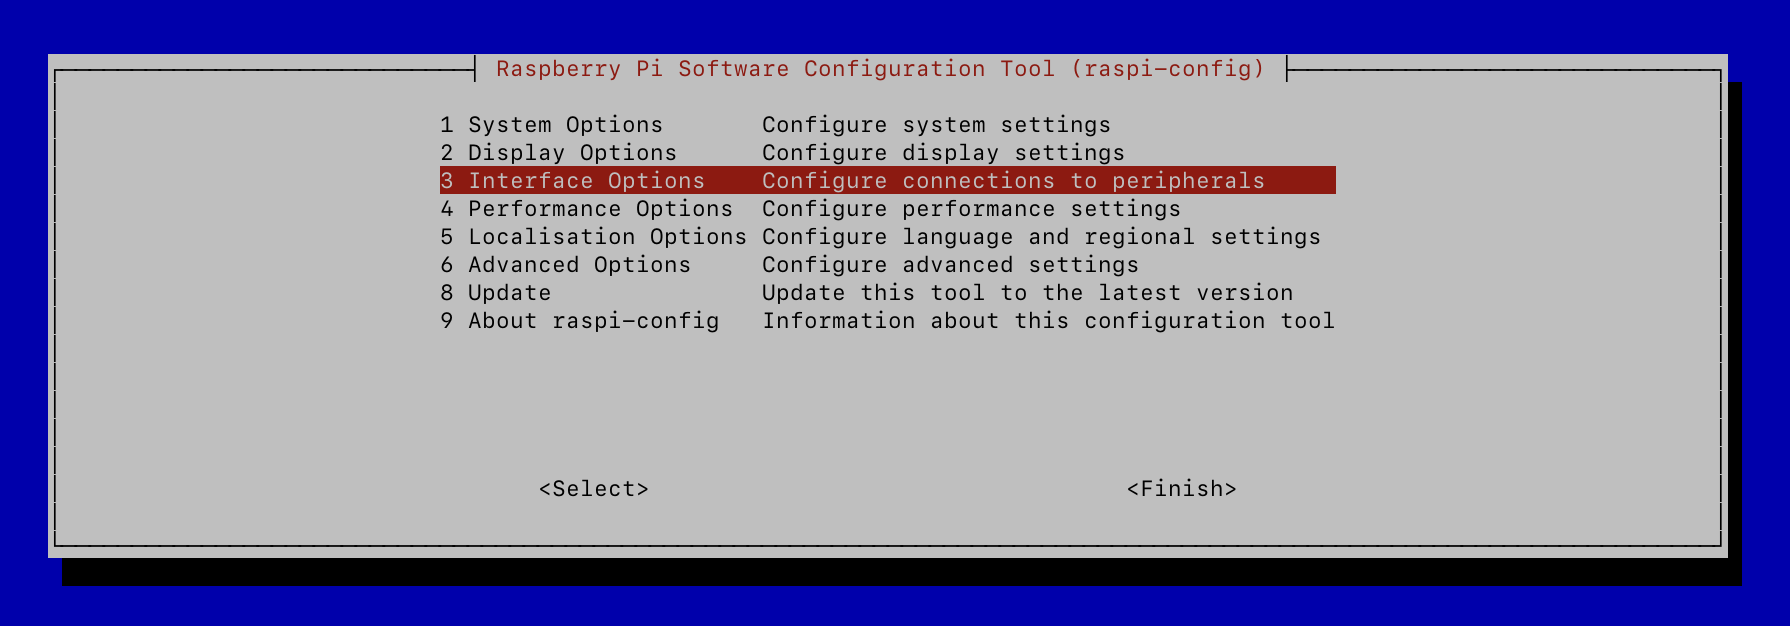 Raspberry Pi Software Configuration Tool (raspi-config)
1 System Options Configure system settings
2 Display Options Configure display settings
3 Interface Options Configure connections to peripherals
4 Performance Options Configure performance settings
5 Localisation Options Configure language and regional settings
6 Advanced Options Configure advanced settings
8 Update Update this tool to the latest version
9 About raspi-config Information about this configuration tool
<Select> <Finish>